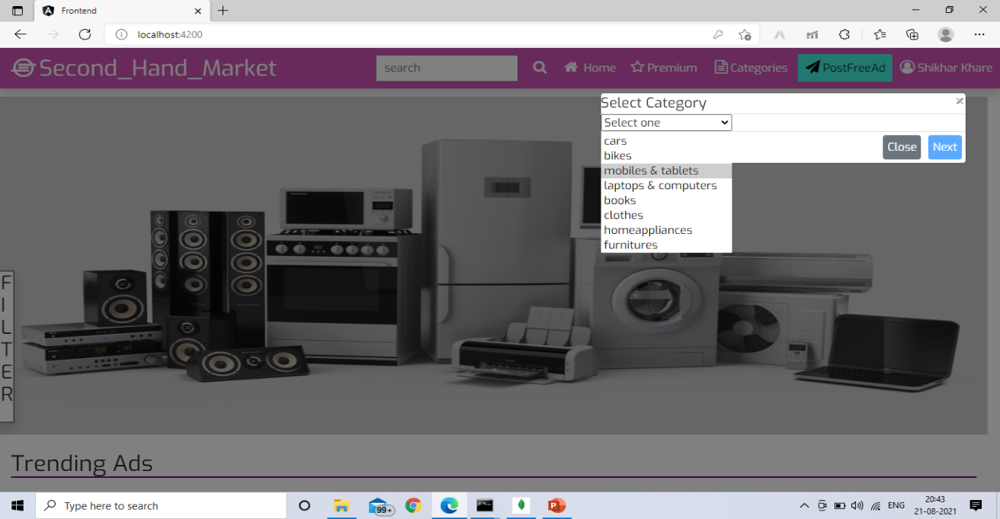 Frontend
localhost:4200
Second_Hand_Market
search
Home
Premium
Categories
PostFreeAd
Shikhar Khare
Select Category
×
Select one
cars
bikes
mobiles & tablets
laptops & computers
books
clothes
homeappliances
furnitures
Close
Next
F
I
L
T
E
R
Trending Ads
Type here to search
99+
ENG
20:43
21-08-2021